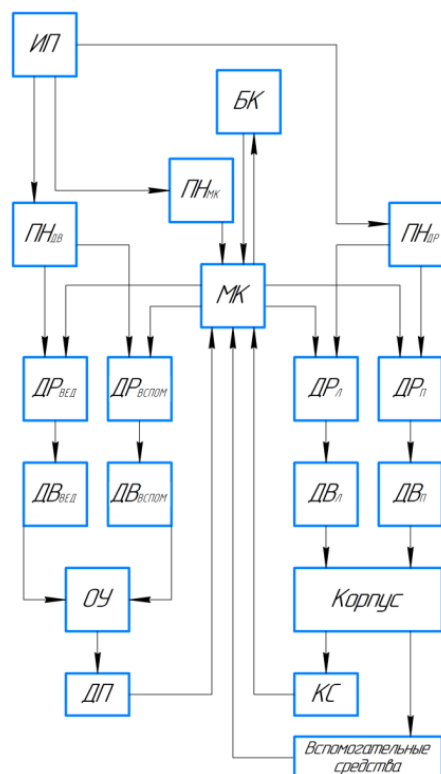 ИП
БК
ПНМК
ПНДВ
ПНДР
МК
ДРВЕД
ДРВСПОМ
ДРЛ
ДРП
ДВВЕД
ДВВСПОМ
ДВЛ
ДВП
ОУ
Корпус
ДП
КС
Вспомогательные
средства